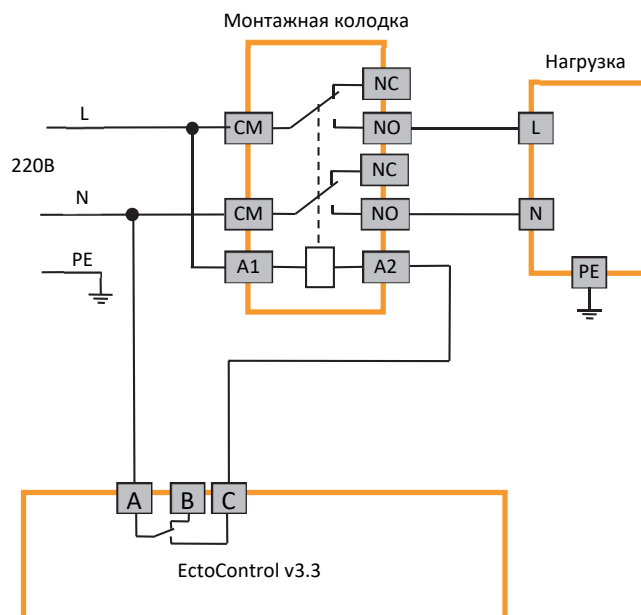 Монтажная колодка
Нагрузка
NC
L
CM
NO
L
220В
NC
N
CM
NO
N
PE
A1
A2
PE
A
B
C
EctoControl v3.3